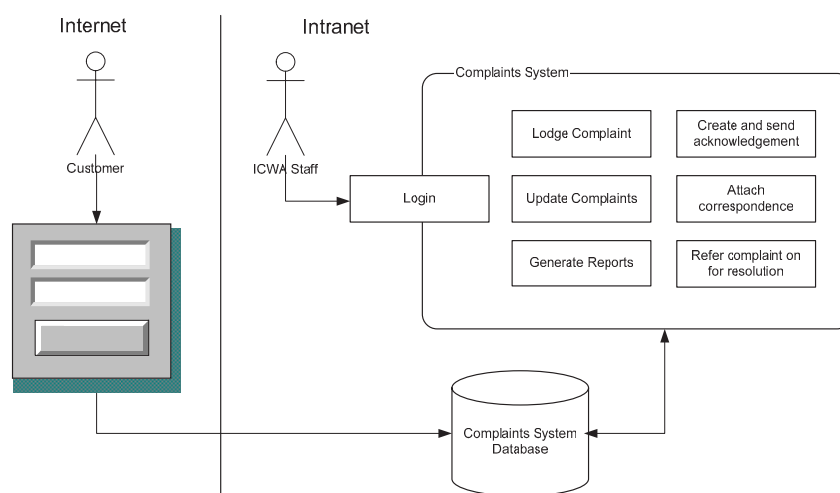 Internet
Intranet
Customer
ICWA Staff
Complaints System
Login
Lodge Complaint
Create and send
acknowledgement
Update Complaints
Attach
correspondence
Generate Reports
Refer complaint on
for resolution
Complaints System
Database